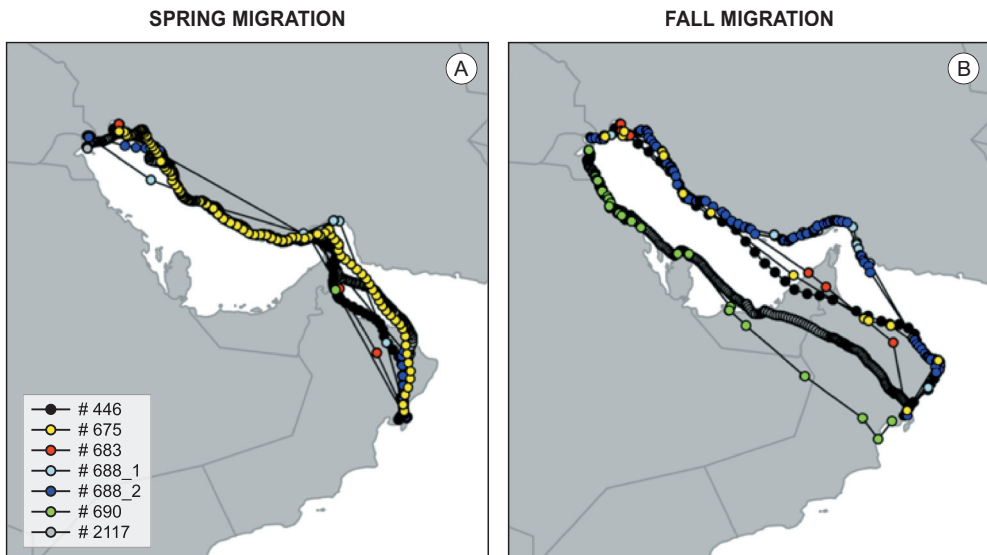 SPRING MIGRATION
FALL MIGRATION
A
B
# 446
# 675
# 683
# 688_1
# 688_2
# 690
# 2117